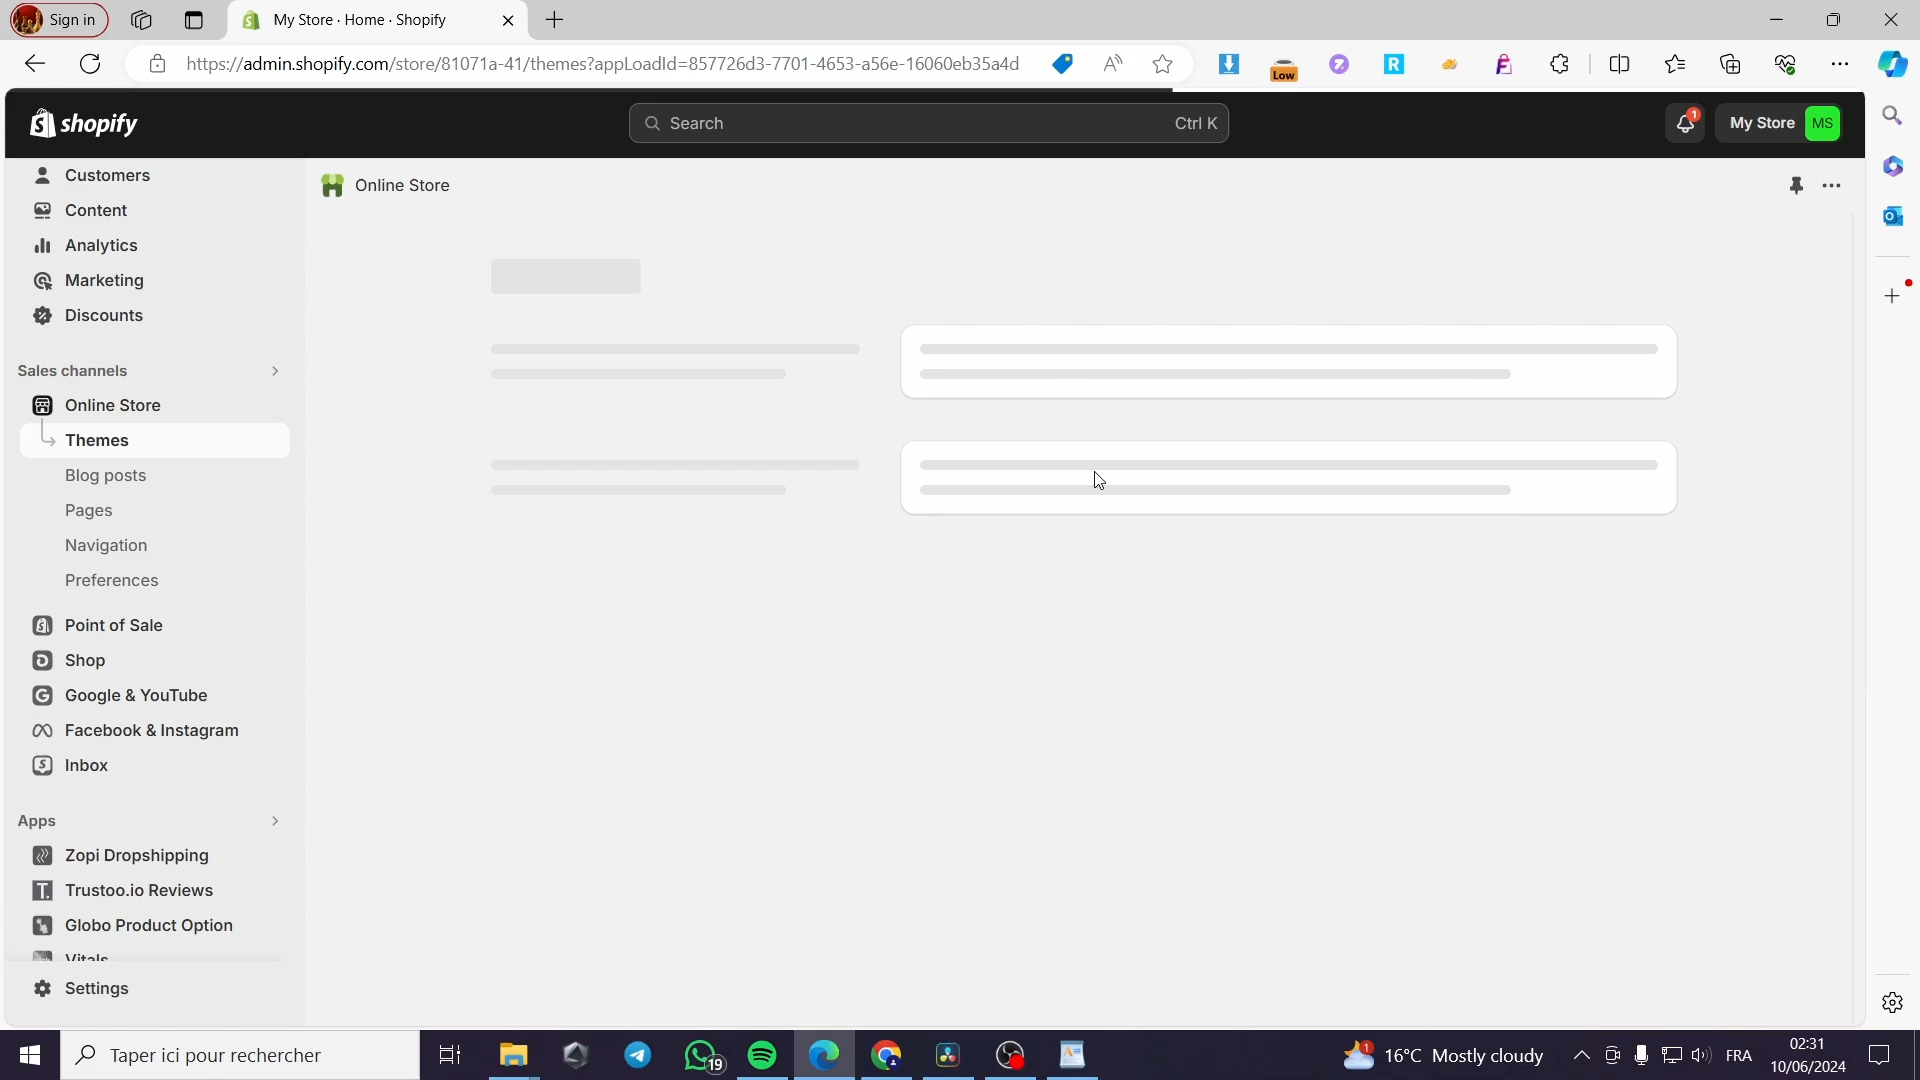 Sign in
My Store · Home · Shopify
https://admin.shopify.com/store/81071a-41/themes?appLoadId=857726d3-7701-4653-a56e-16060eb35a4d
Low
shopify
Search
Ctrl K
1
My Store
MS
Customers
Online Store
Content
Analytics
Marketing
Discounts
Sales channels
Online Store
Themes
Blog posts
Pages
Navigation
Preferences
Point of Sale
Shop
Google & YouTube
Facebook & Instagram
Inbox
Apps
Zopi Dropshipping
Trustoo.io Reviews
Globo Product Option
Vitals
Settings
Taper ici pour rechercher
19
1
16°C Mostly cloudy
FRA
02:31
10/06/2024